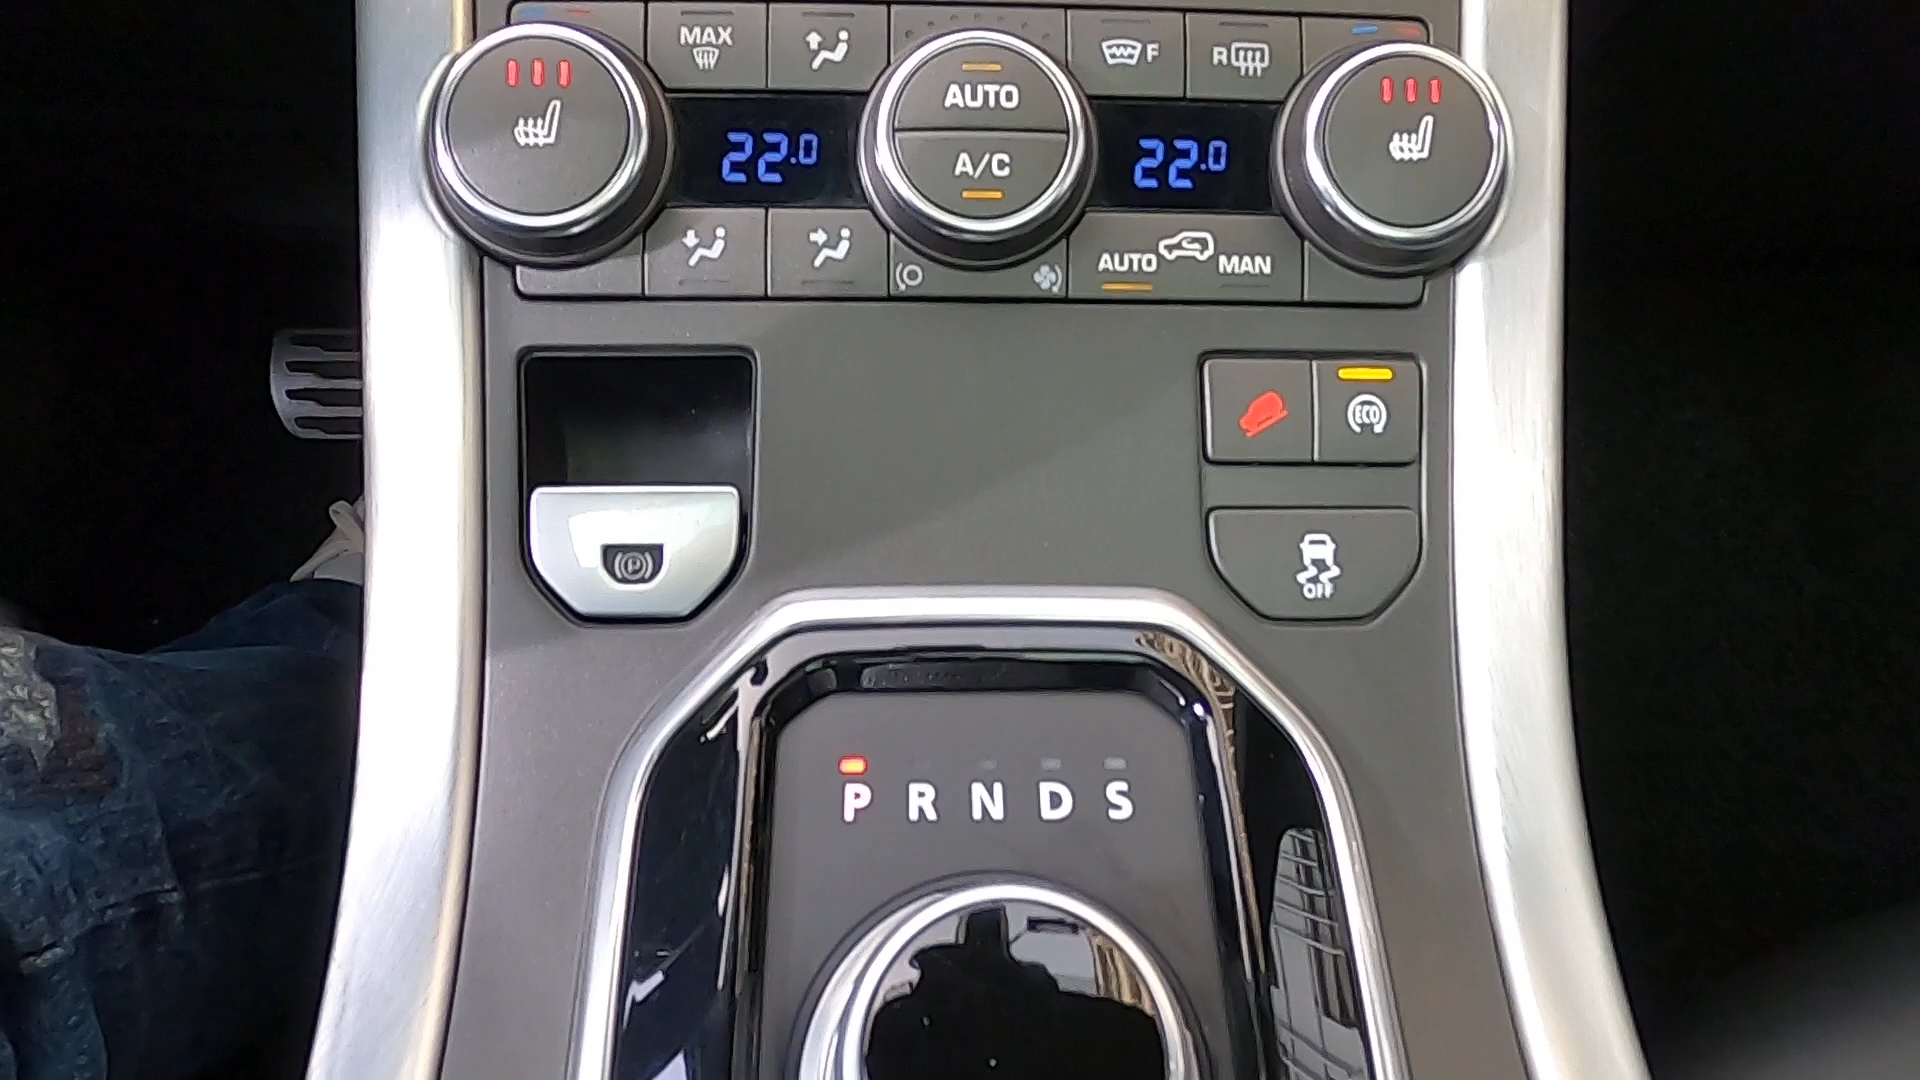 MAX
F
R
AUTO
A/C
22.0
22.0
AUTO
MAN
ECO
P
OFF
P R N D S